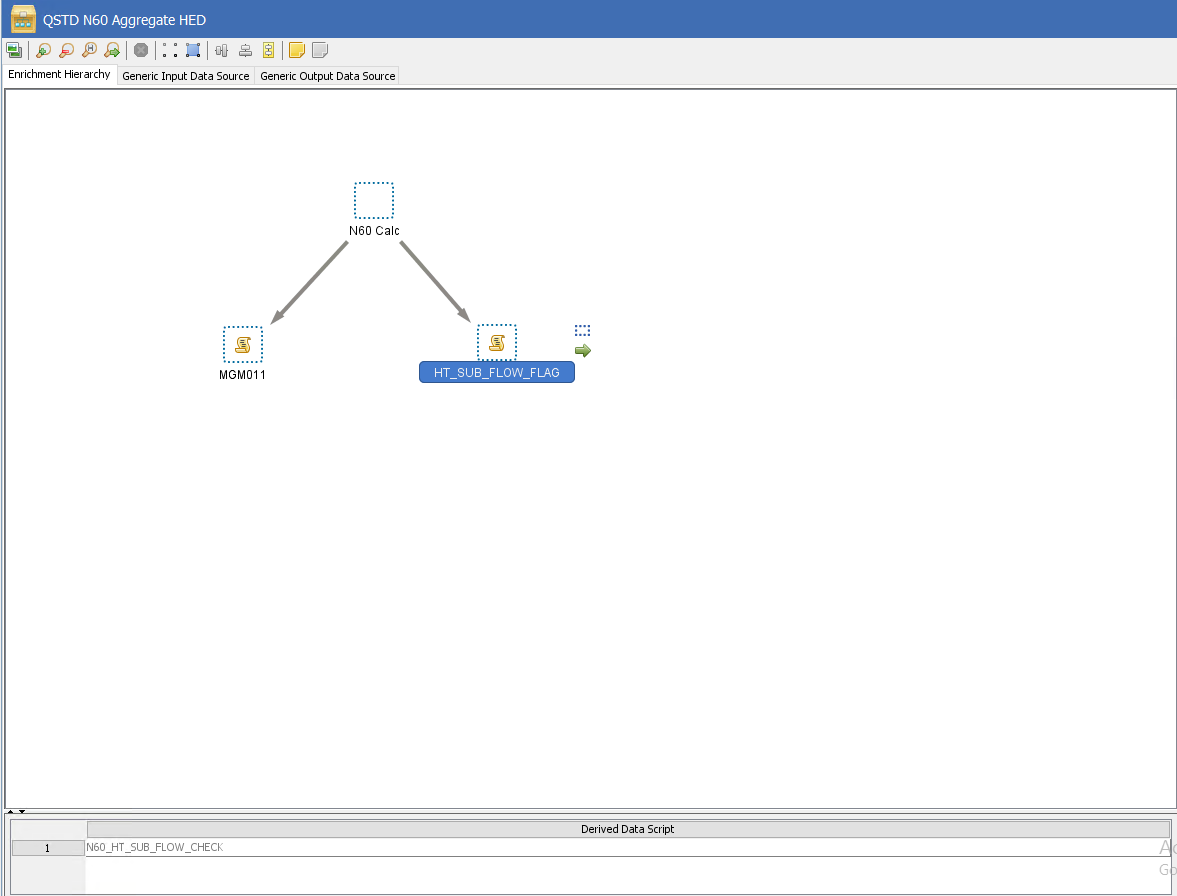 QSTD N60 Aggregate HED
Enrichment Hierarchy Generic Input Data Source Generic Output Data Source
N60 Calc
MGM011
HT_SUB_FLOW_FLAG
Derived Data Script
1 N60_HT_SUB_FLOW_CHECK